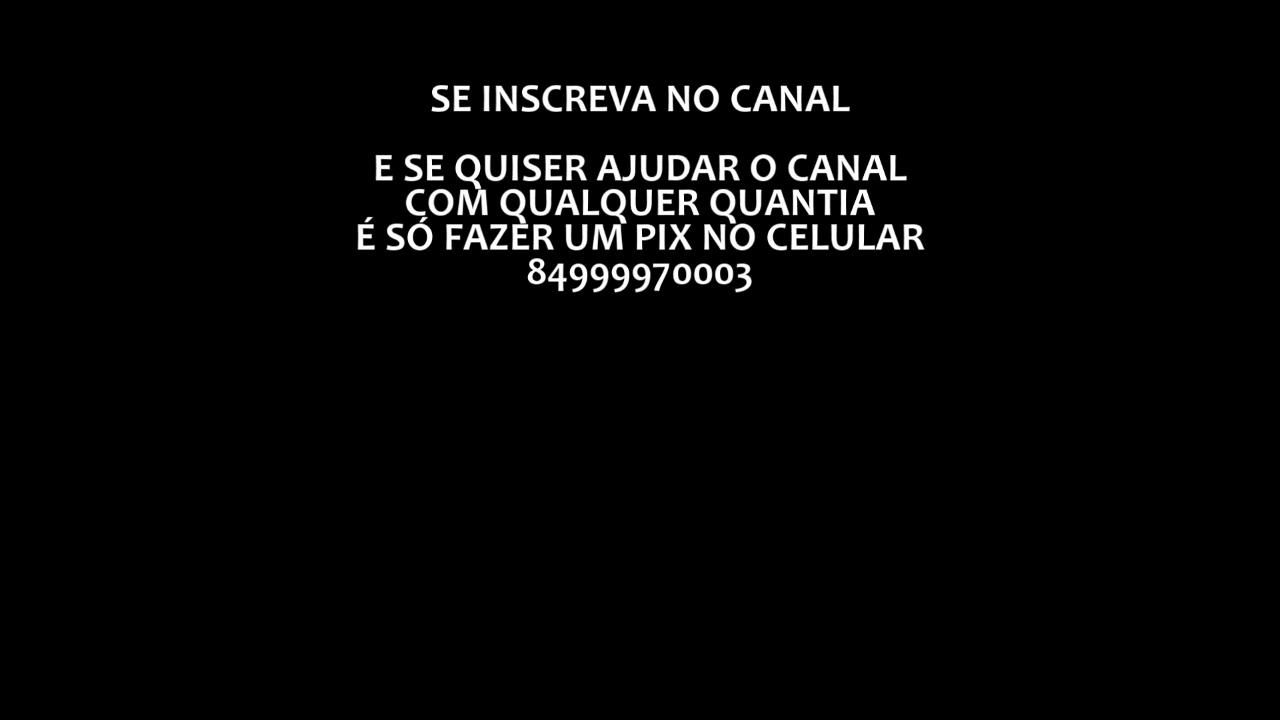 SE INSCREVA NO CANAL
E SE QUISER AJUDAR O CANAL
COM QUALQUER QUANTIA
É SÓ FAZER UM PIX NO CELULAR
84999970003